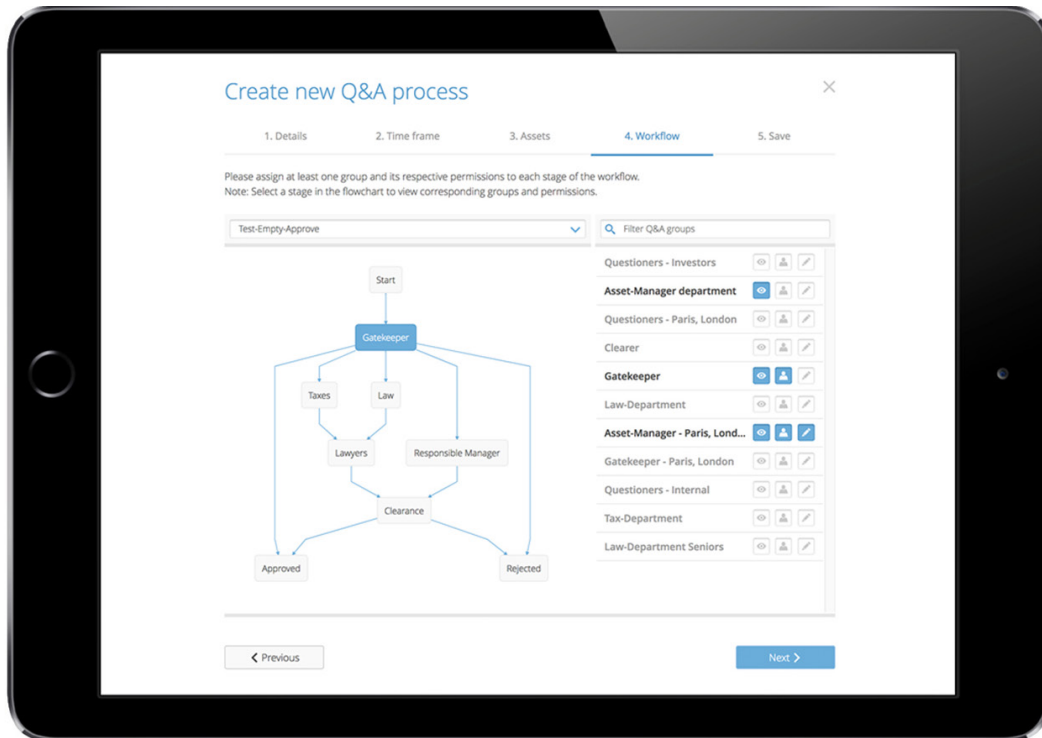 Create new Q&A process
1. Details
2. Time frame
3. Assets
4. Workflow
5. Save
Please assign at least one group and its respective permissions to each stage of the workflow.
Note: Select a stage in the flowchart to view corresponding groups and permissions.
Test-Empty-Approve
Filter Q&A groups
Start
Gatekeeper
Taxes
Law
Lawyers
Responsible Manager
Clearance
Approved
Rejected
Questioners - Investors
Asset-Manager department
Questioners - Paris, London
Clearer
Gatekeeper
Law-Department
Asset-Manager - Paris, Lond...
Gatekeeper - Paris, London
Questioners - Internal
Tax-Department
Law-Department Seniors
Previous
Next